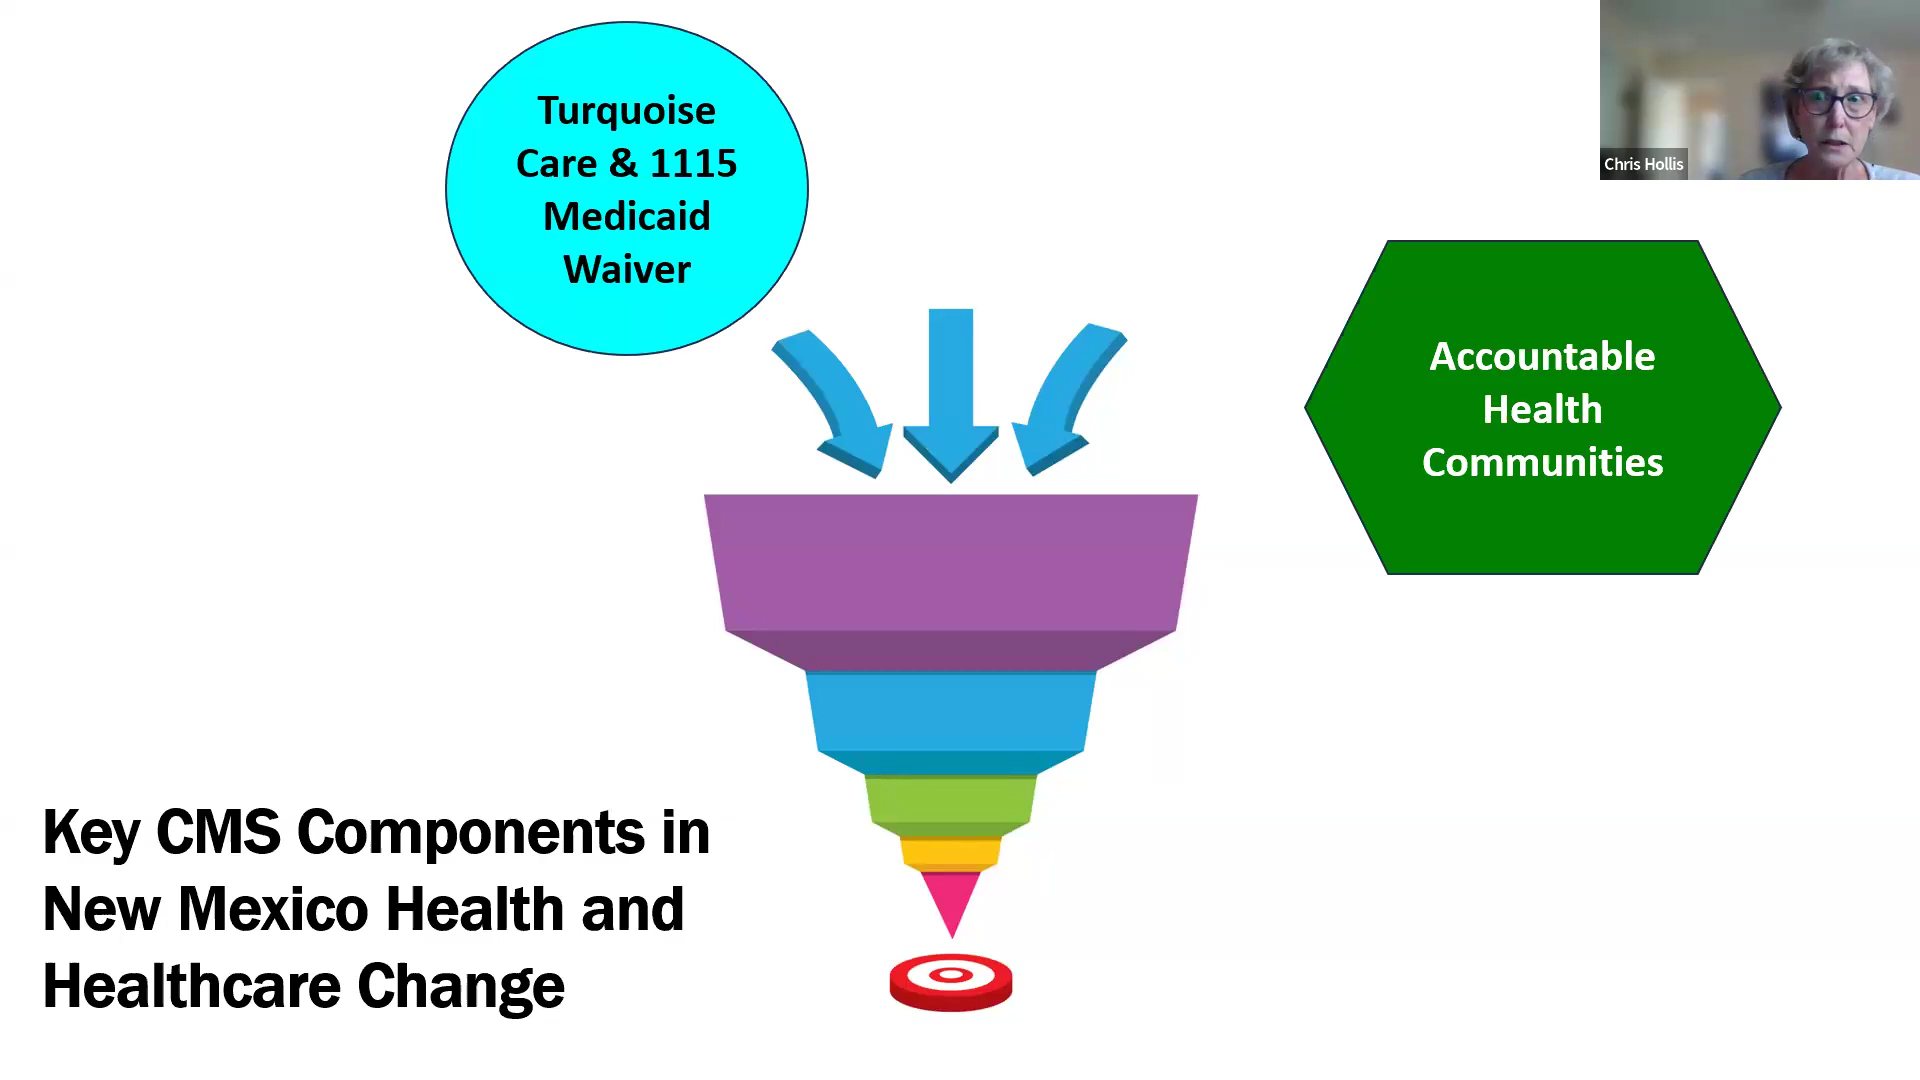 Turquoise
Care & 1115
Medicaid
Waiver
Chris Hollis
Accountable
Health
Communities
Key CMS Components in
New Mexico Health and
Healthcare Change